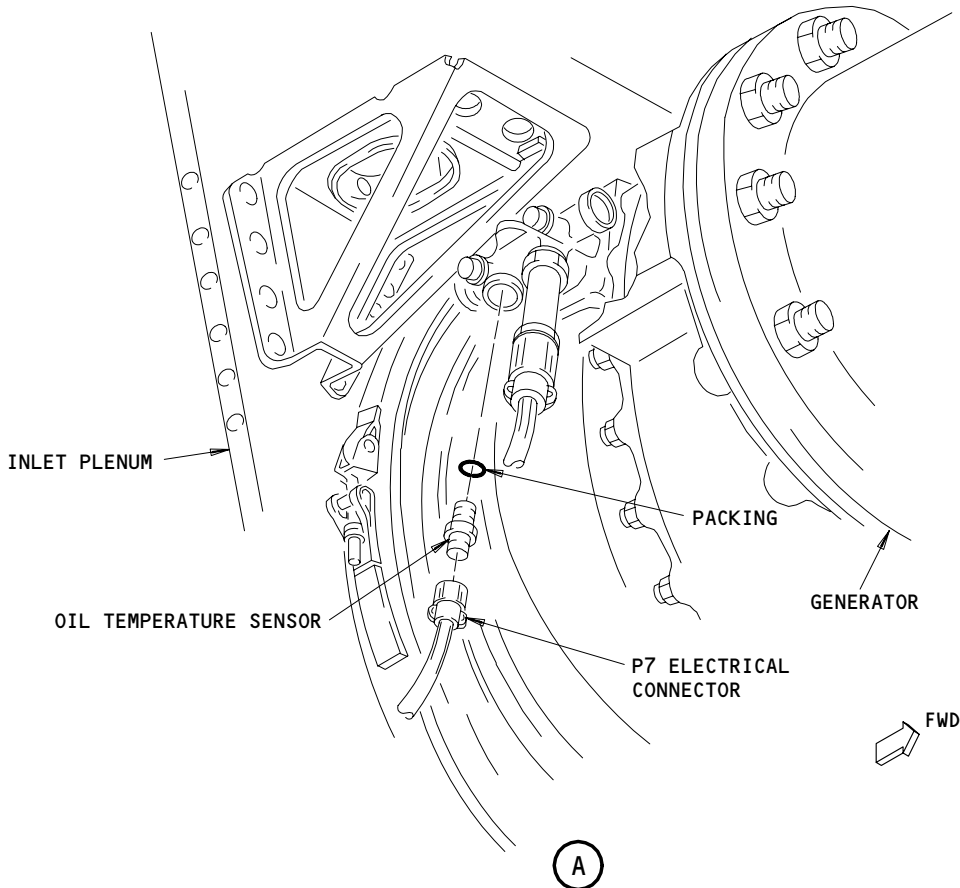 INLET PLENUM
PACKING
GENERATOR
OIL TEMPERATURE SENSOR
P7 ELECTRICAL
CONNECTOR
FWD
A